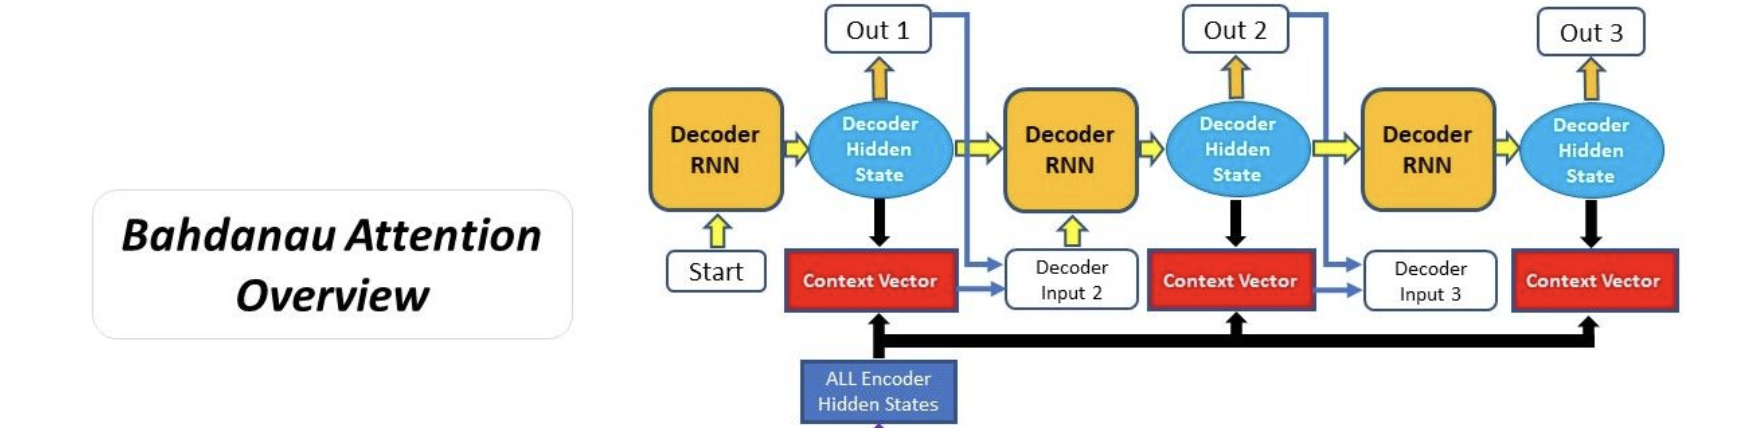 Bahdanau Attention
Overview
Out 1
Out 2
Out 3
Decoder
RNN
Decoder
Hidden
State
Decoder
RNN
Decoder
Hidden
State
Decoder
RNN
Decoder
Hidden
State
Start
Context Vector
Decoder
Input 2
Context Vector
Decoder
Input 3
Context Vector
ALL Encoder
Hidden States